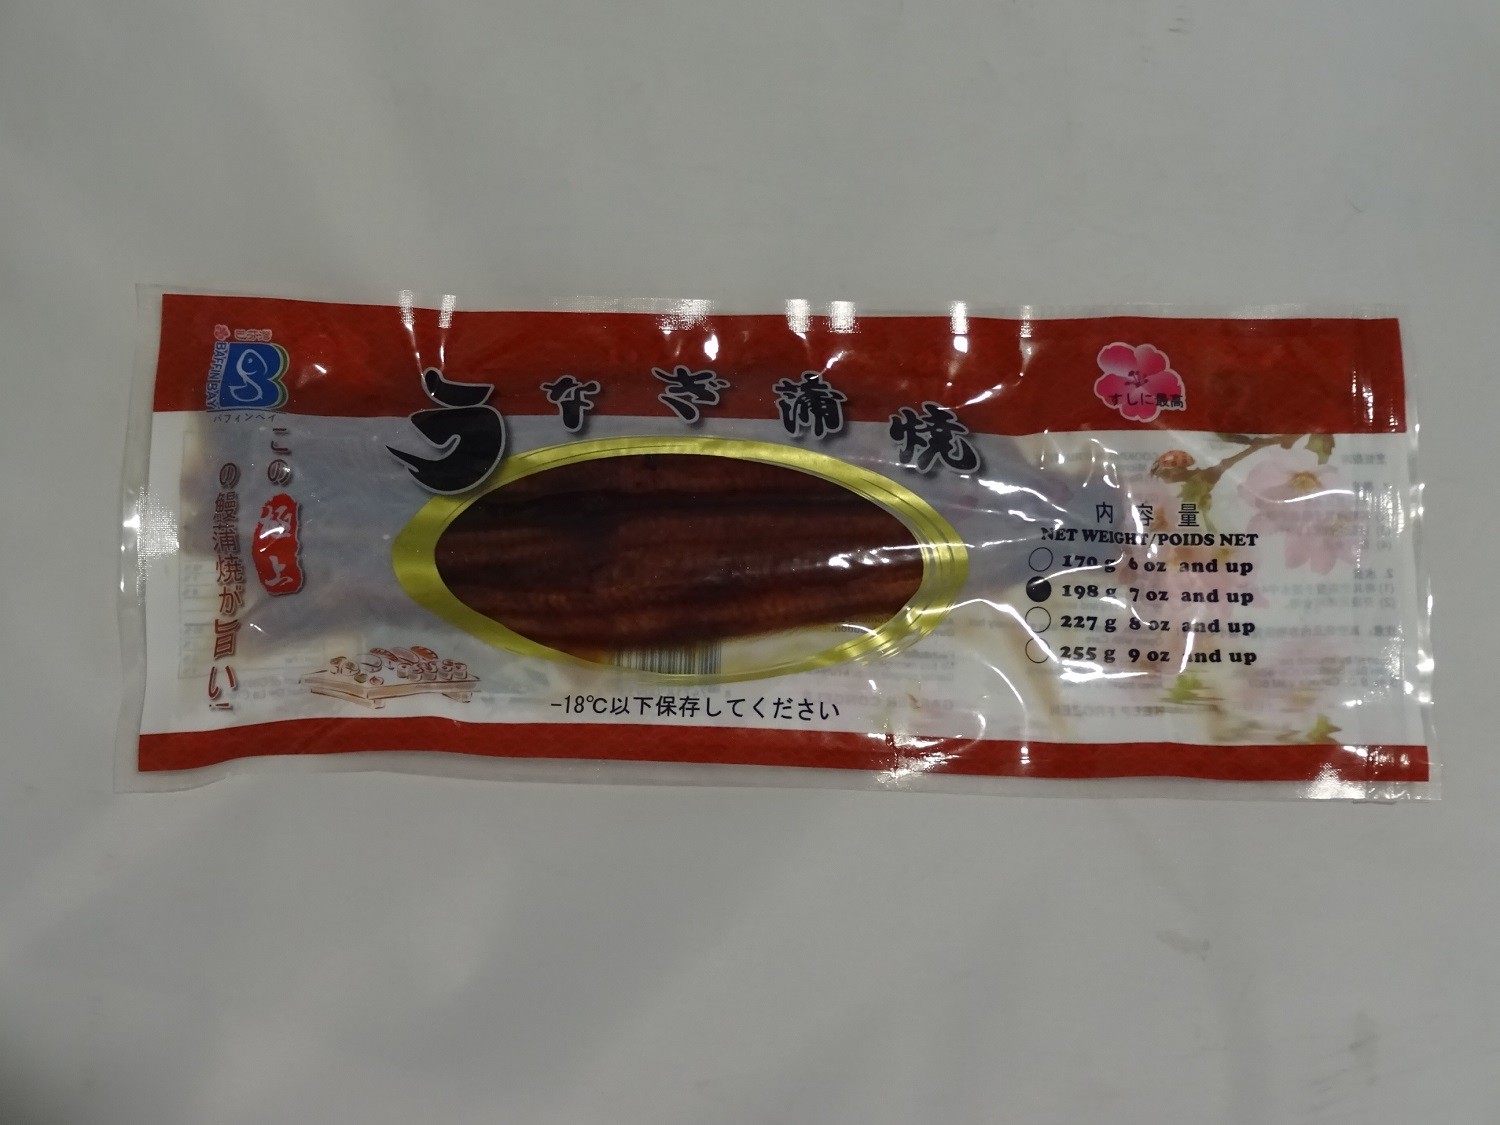 BAFFIN BAY
バフィンベイ
うなぎ蒲焼
すしに最高
この極上
の鰻蒲焼が旨い!
内容量
NET WEIGHT/POIDS NET
170 g 6 oz and up
198 g 7 oz and up
227 g 8 oz and up
255 g 9 oz and up
-18℃以下保存してください